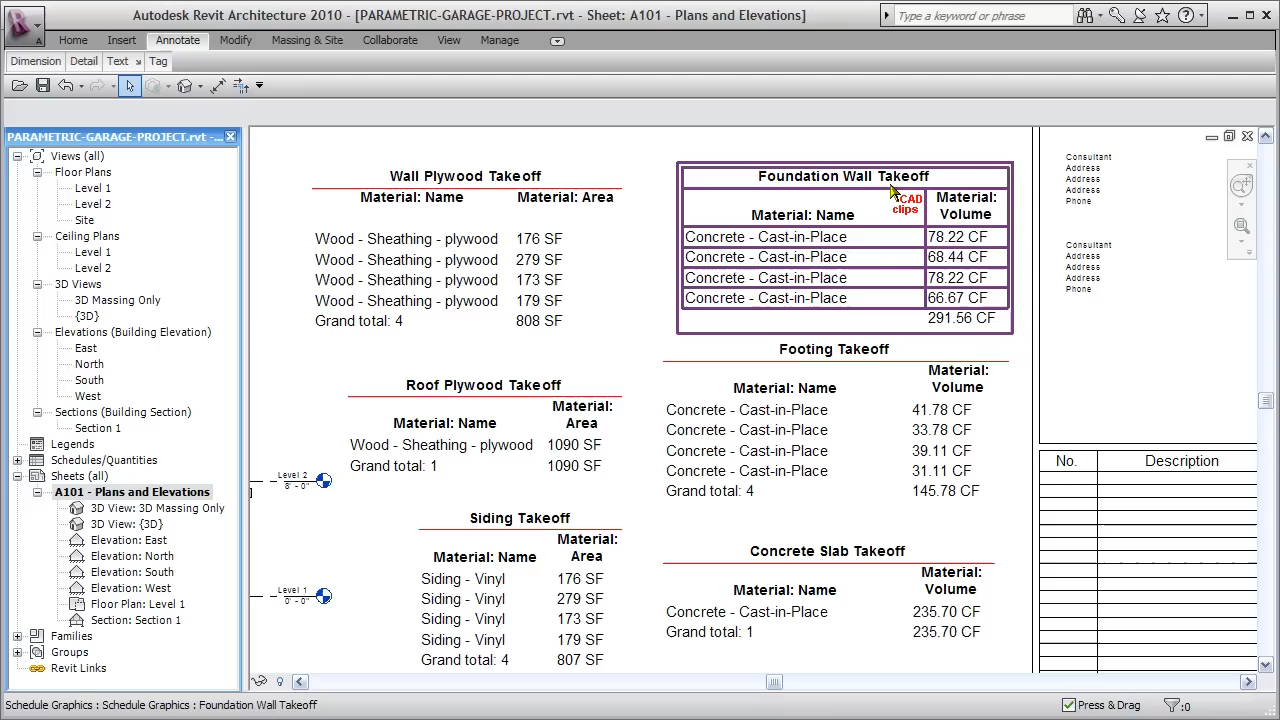 Autodesk Revit Architecture 2010 - [PARAMETRIC-GARAGE-PROJECT.rvt - Sheet: A101 - Plans and Elevations]
Type a keyword or phrase
Home Insert Annotate Modify Massing & Site Collaborate View Manage
Dimension Detail Text Tag
PARAMETRIC-GARAGE-PROJECT.rvt -...
Views (all)
Floor Plans
Level 1
Level 2
Site
Ceiling Plans
Level 1
Level 2
3D Views
3D Massing Only
{3D}
Elevations (Building Elevation)
East
North
South
West
Sections (Building Section)
Section 1
Legends
Schedules/Quantities
Sheets (all)
A101 - Plans and Elevations
3D View: 3D Massing Only
3D View: {3D}
Elevation: East
Elevation: North
Elevation: South
Elevation: West
Floor Plan: Level 1
Section: Section 1
Families
Groups
Revit Links
Wall Plywood Takeoff
Material: Name Material: Area
Wood - Sheathing - plywood 176 SF
Wood - Sheathing - plywood 279 SF
Wood - Sheathing - plywood 173 SF
Wood - Sheathing - plywood 179 SF
Grand total: 4 808 SF
Roof Plywood Takeoff
Material:
Material: Name Area
Wood - Sheathing - plywood 1090 SF
Grand total: 1 1090 SF
Level 2
8' - 0"
Siding Takeoff
Material:
Material: Name Area
Siding - Vinyl 176 SF
Siding - Vinyl 279 SF
Siding - Vinyl 173 SF
Siding - Vinyl 179 SF
Grand total: 4 807 SF
Level 1
0' - 0"
Foundation Wall Takeoff
CAD
clips
Material:
Material: Name Volume
Concrete - Cast-in-Place 78.22 CF
Concrete - Cast-in-Place 68.44 CF
Concrete - Cast-in-Place 78.22 CF
Concrete - Cast-in-Place 66.67 CF
291.56 CF
Footing Takeoff
Material:
Material: Name Volume
Concrete - Cast-in-Place 41.78 CF
Concrete - Cast-in-Place 33.78 CF
Concrete - Cast-in-Place 39.11 CF
Concrete - Cast-in-Place 31.11 CF
Grand total: 4 145.78 CF
Concrete Slab Takeoff
Material:
Material: Name Volume
Concrete - Cast-in-Place 235.70 CF
Grand total: 1 235.70 CF
Consultant
Address
Address
Address
Phone
Consultant
Address
Address
Address
Phone
No. Description
Schedule Graphics : Schedule Graphics : Foundation Wall Takeoff
Press & Drag
:0